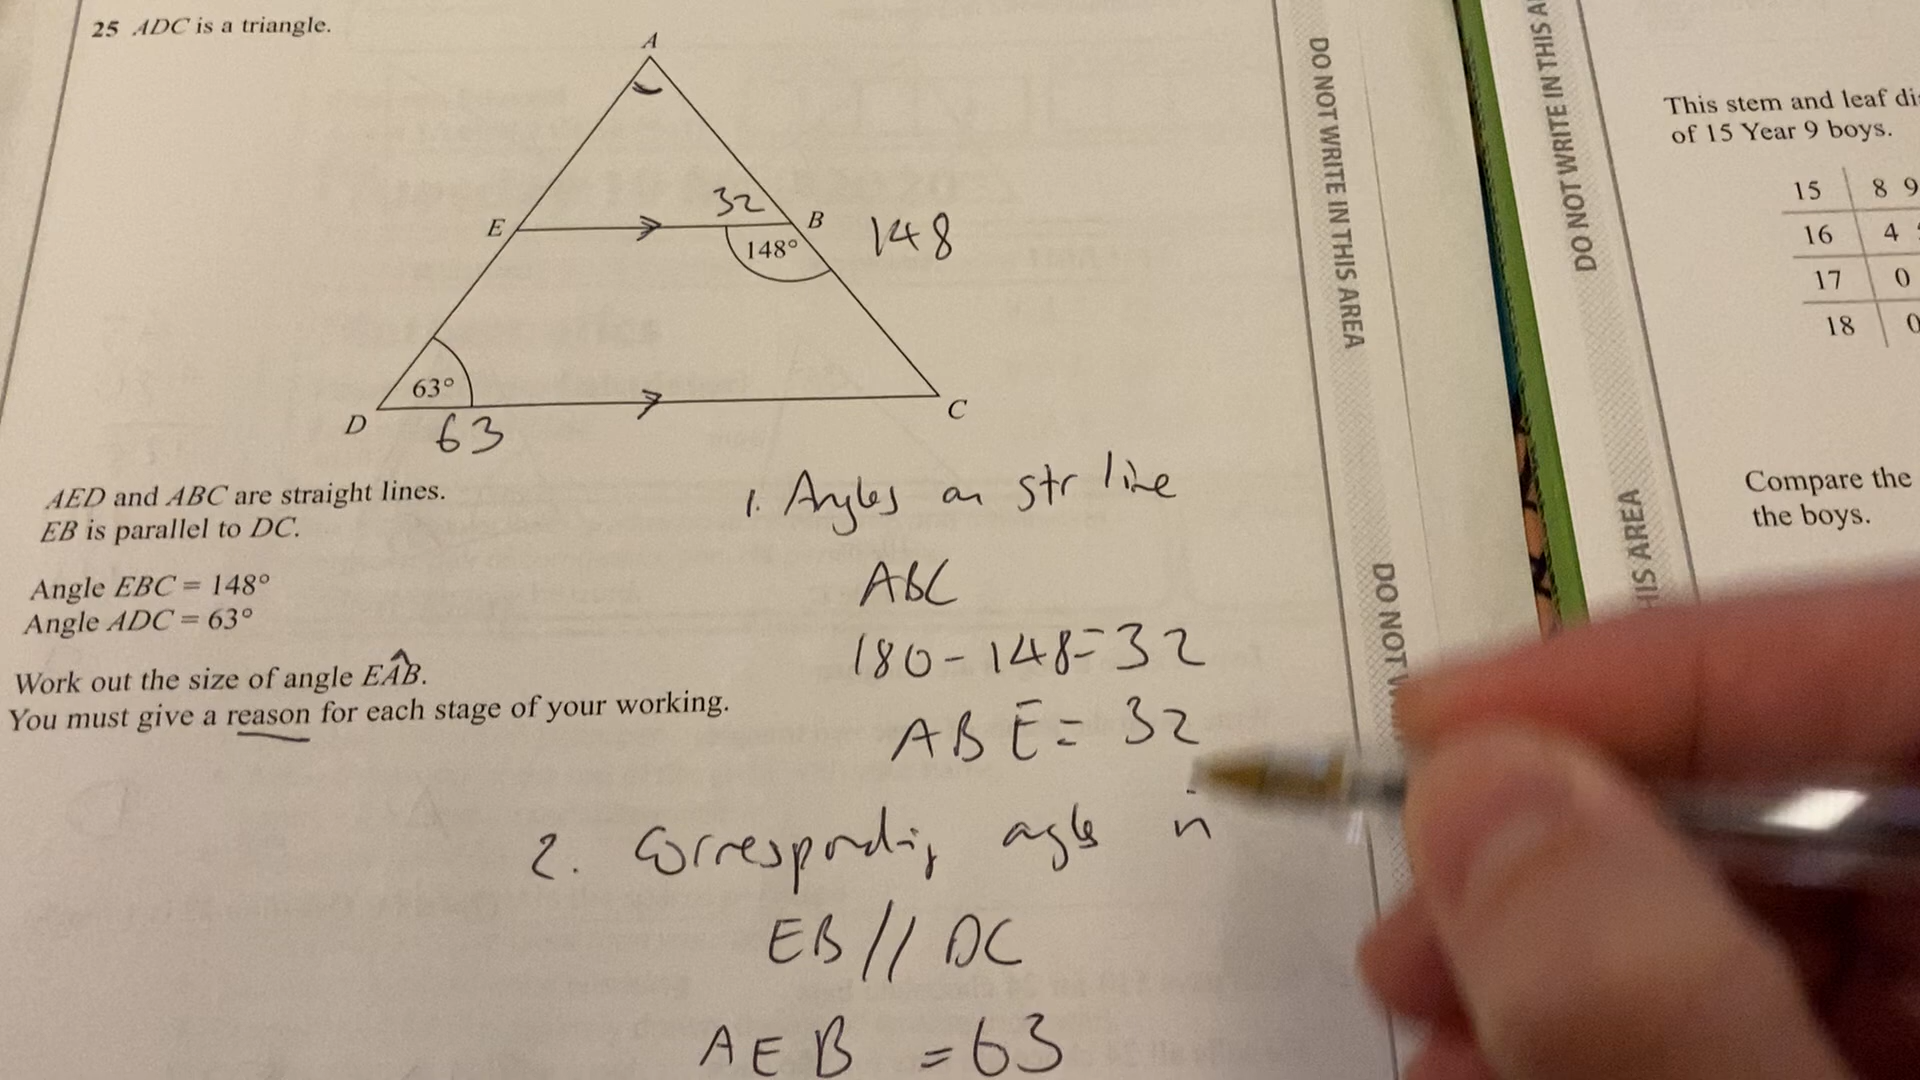 25 ADC is a triangle.
A
E
32
B
148
148°
63°
D
63
C
AED and ABC are straight lines.
EB is parallel to DC.
Angle EBC = 148°
Angle ADC = 63°
Work out the size of angle EAB.
You must give a reason for each stage of your working.
1. Angles on str line
ABC
180-148=32
ABE = 32
2. Corresponding angles in
EB // DC
AEB = 63
DO NOT WRITE IN THIS AREA
DO NOT
DO NOT WRITE IN THIS
AREA
This stem and leaf
of 15 Year 9 boys.
15 8 9
16 4
17 0
18 0
Compare the
the boys.